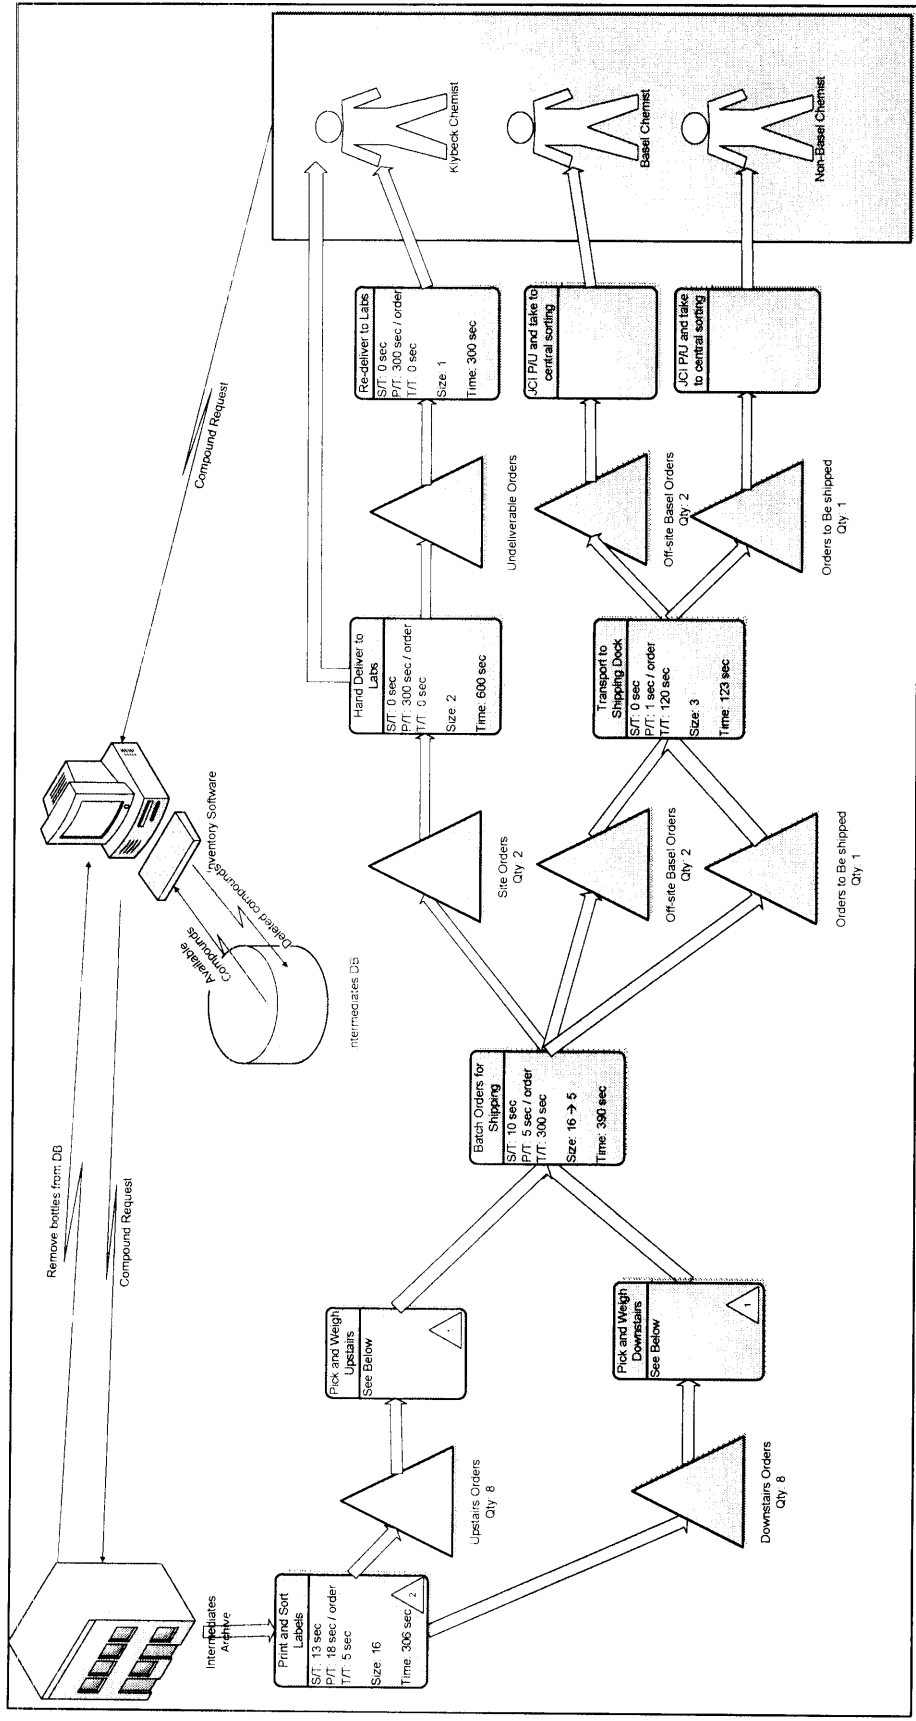 Remove bottles from DB
Compound Request
Compound Request
Inventory Software
Available
Compounds
Deleted compounds
Intermediates
Archive
Print and Sort
Labels
S/T: 13 sec
P/T: 18 sec / order
T/T: 5 sec
Size: 16
Time: 306 sec
2
Upstairs Orders
Qty: 8
Downstairs Orders
Qty: 8
Pick and Weigh
Upstairs
See Below
Pick and Weigh
Downstairs
See Below
1
Batch Orders for
Shipping
S/T: 10 sec
P/T: 5 sec / order
T/T: 300 sec
Size: 16 → 5
Time: 390 sec
ntermediates DB
Site Orders
Qty: 2
Off-site Basel Orders
Qty: 2
Orders to Be shipped
Qty: 1
Hand Deliver to
Labs
S/T: 0 sec
P/T: 300 sec / order
T/T: 0 sec
Size: 2
Time: 600 sec
Transport to
Shipping Dock
S/T: 0 sec
P/T: 1 sec / order
T/T: 120 sec
Size: 3
Time: 123 sec
Undeliverable Orders
Off-site Basel Orders
Qty: 2
Orders to Be shipped
Qty: 1
Re-deliver to Labs
S/T: 0 sec
P/T: 300 sec / order
T/T: 0 sec
Size: 1
Time: 300 sec
JCI P/U and take to
central sorting
JCI P/U and take
to central sorting
Klybeck Chemist
Basel Chemist
Non-Basel Chemist